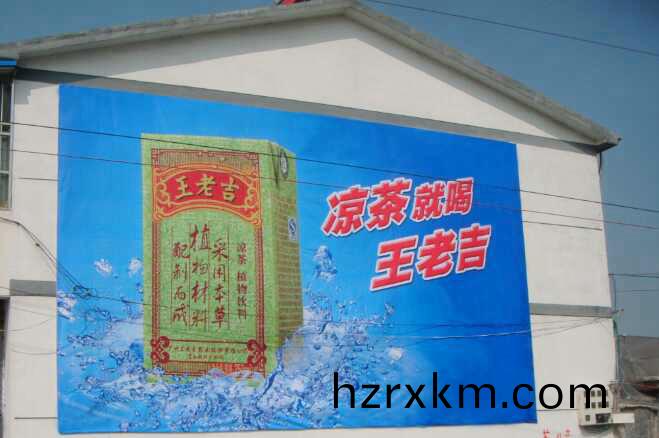 凉茶就喝
王老吉
王老吉
凉茶 植物饮料
采用本草
植物材料
配制而成
hzrxkm.com